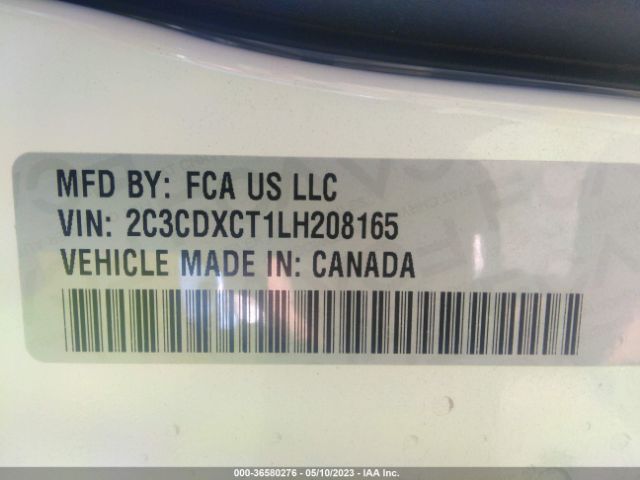 MFD BY: FCA US LLC
VIN: 2C3CDXCT1LH208165
VEHICLE MADE IN: CANADA
000-36580276 - 05/10/2023 - IAA Inc.